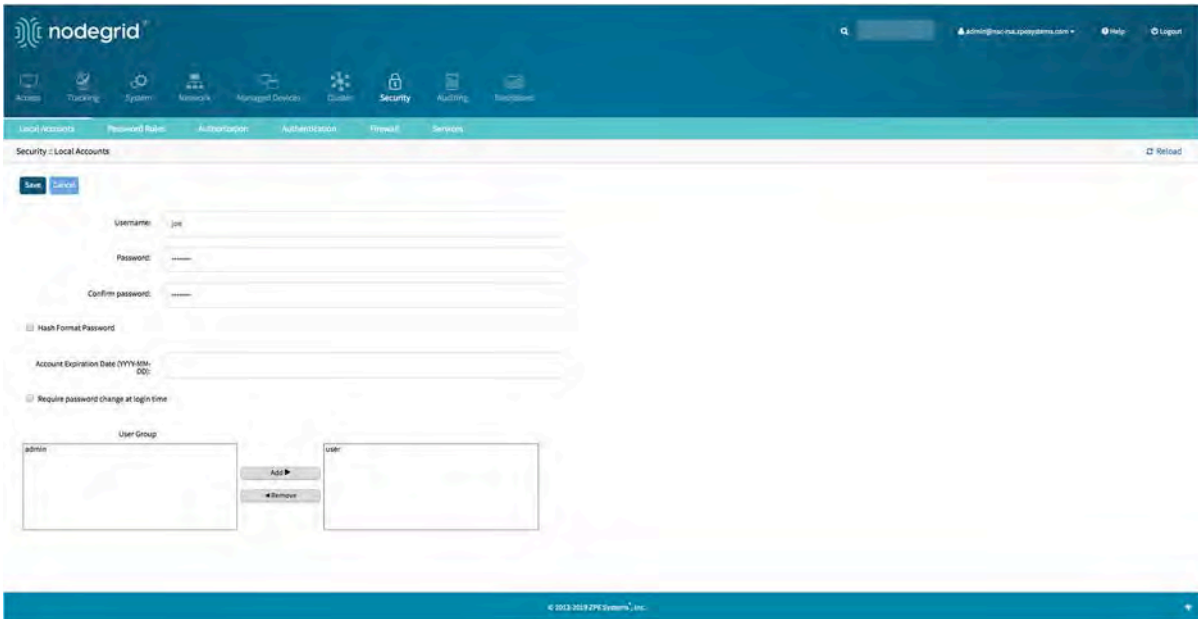 nodegrid
admin@nsc-rsa.zpesystems.com Help Logout
Access Tracking System Network Managed Devices Cluster Security Auditing Dashboard
Local Accounts Password Rules Authorization Authentication Firewall Services
Security :: Local Accounts Reload
Save Cancel
Username: joe
Password: --------
Confirm password: --------
Hash Format Password
Account Expiration Date (YYYY-MM-
DD):
Require password change at login time
User Group
admin user
Add ►
◄ Remove
© 2013-2019 ZPE Systems, Inc.